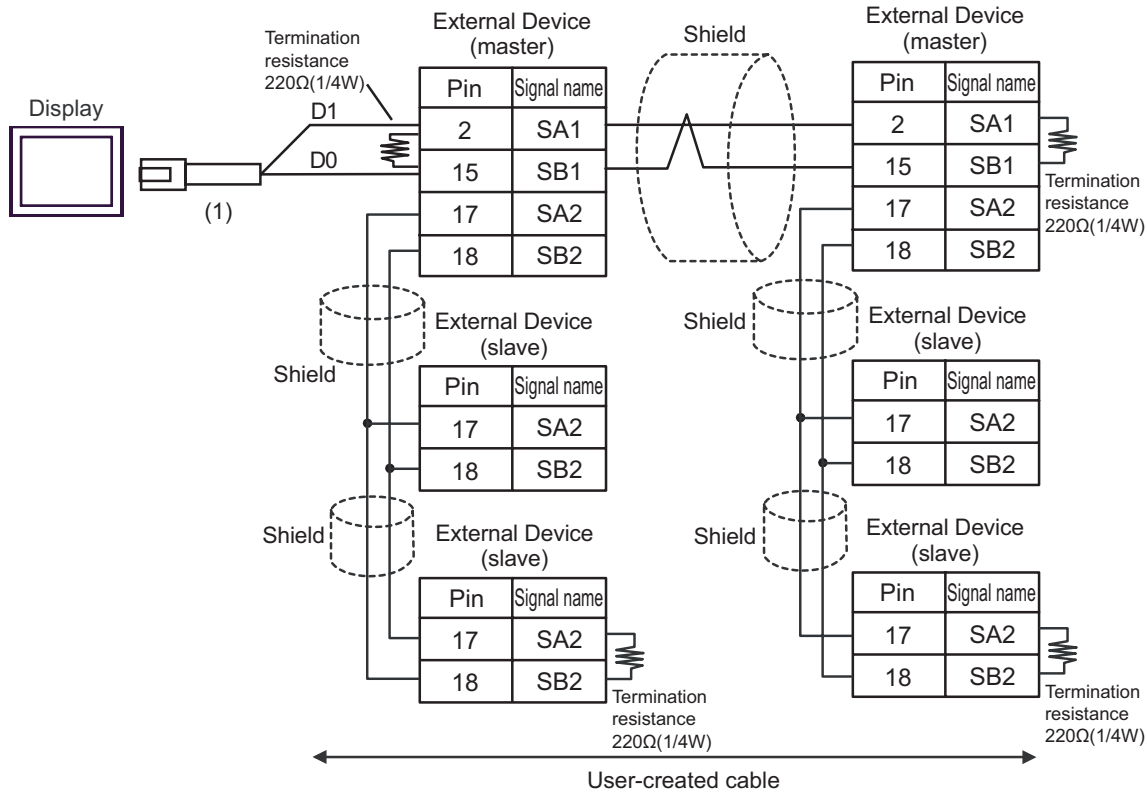 Display
(1)
D1
D0
Termination
resistance
220Ω(1/4W)
External Device
(master)
Pin Signal name
2 SA1
15 SB1
17 SA2
18 SB2
Shield
External Device
(master)
Pin Signal name
2 SA1
15 SB1
17 SA2
18 SB2
Termination
resistance
220Ω(1/4W)
Shield
External Device
(slave)
Pin Signal name
17 SA2
18 SB2
Shield
External Device
(slave)
Pin Signal name
17 SA2
18 SB2
Shield
External Device
(slave)
Pin Signal name
17 SA2
18 SB2
Termination
resistance
220Ω(1/4W)
Shield
External Device
(slave)
Pin Signal name
17 SA2
18 SB2
Termination
resistance
220Ω(1/4W)
User-created cable